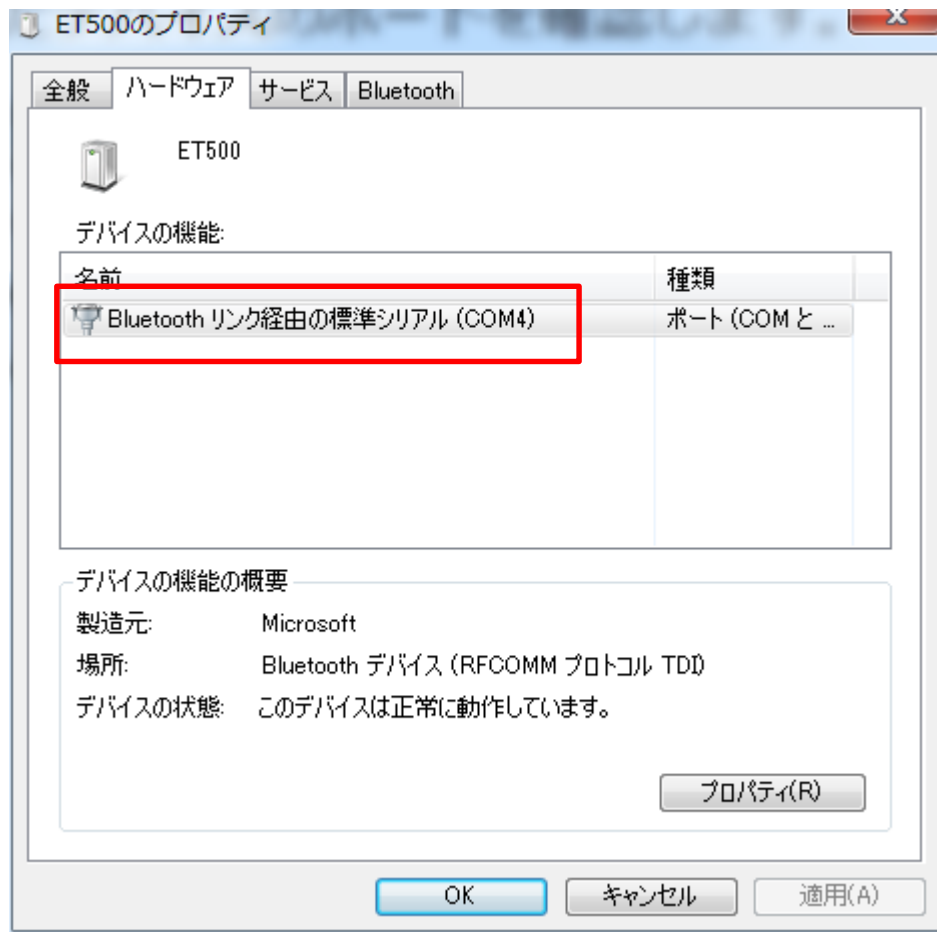 ET500のプロパティ
全般 ハードウェア サービス Bluetooth
ET500
デバイスの機能:
名前 種類
Bluetooth リンク経由の標準シリアル (COM4) ポート (COM と ...
デバイスの機能の概要
製造元: Microsoft
場所: Bluetooth デバイス (RFCOMM プロトコル TDI)
デバイスの状態: このデバイスは正常に動作しています。
プロパティ(R)
OK キャンセル 適用(A)